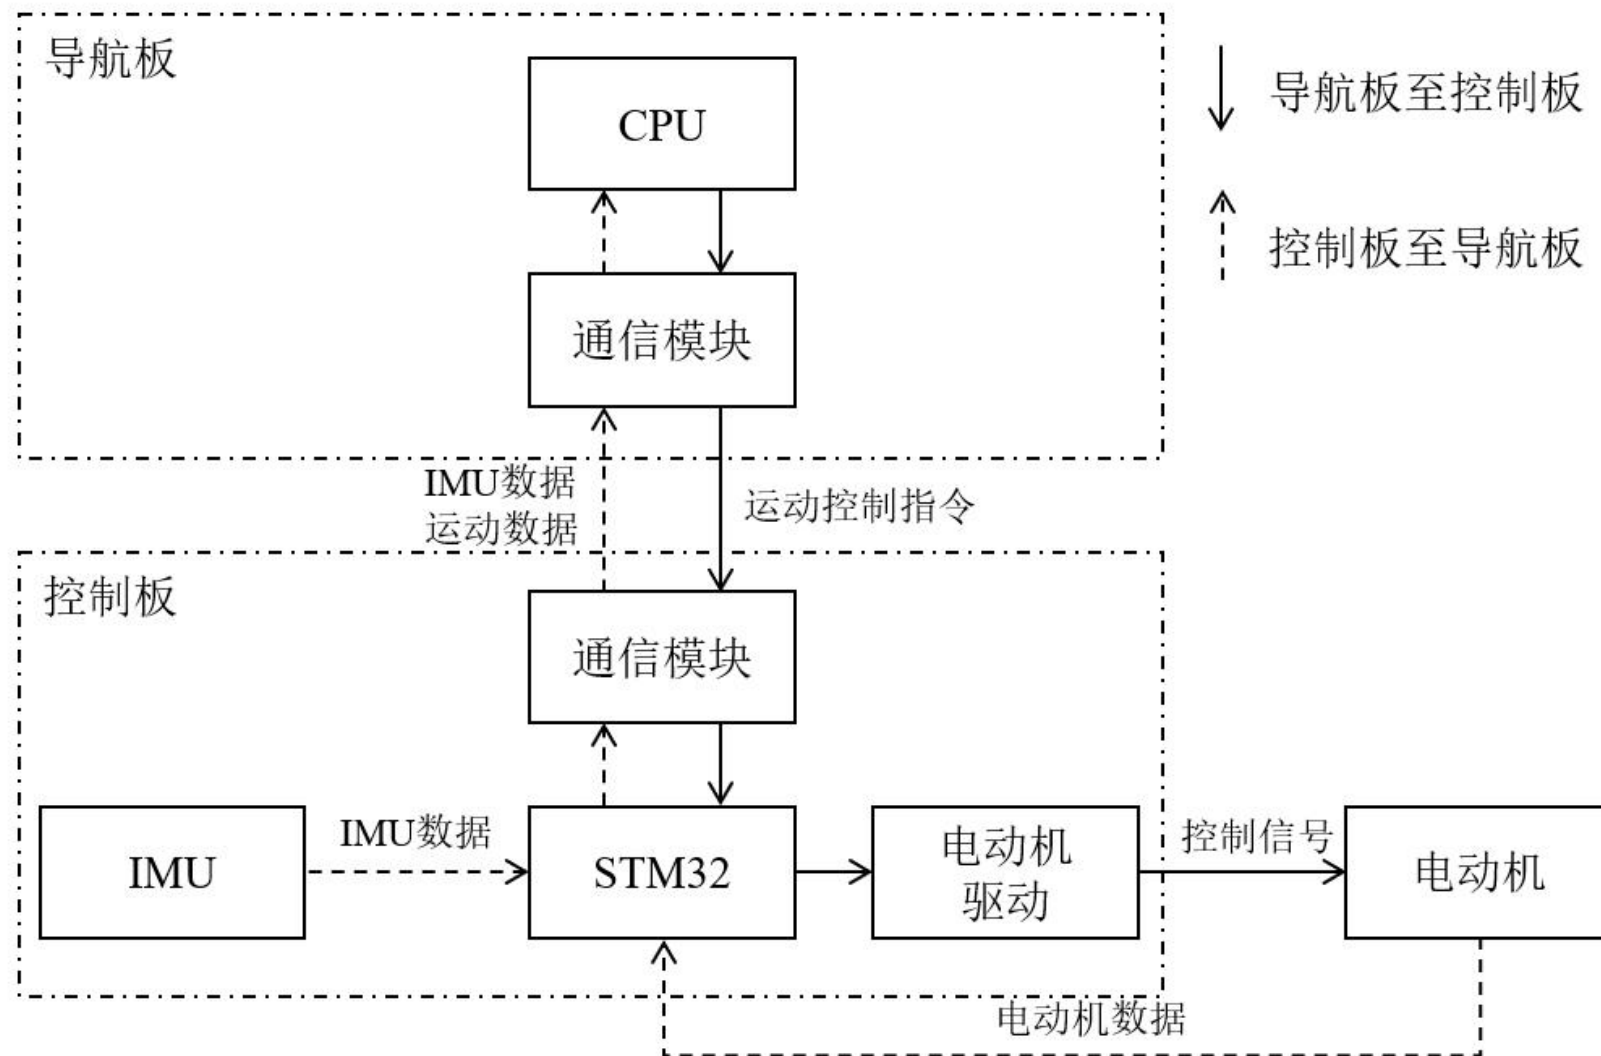 导航板
CPU
导航板至控制板
控制板至导航板
通信模块
IMU数据
运动数据
运动控制指令
控制板
通信模块
IMU
IMU数据
STM32
电动机
驱动
控制信号
电动机
电动机数据